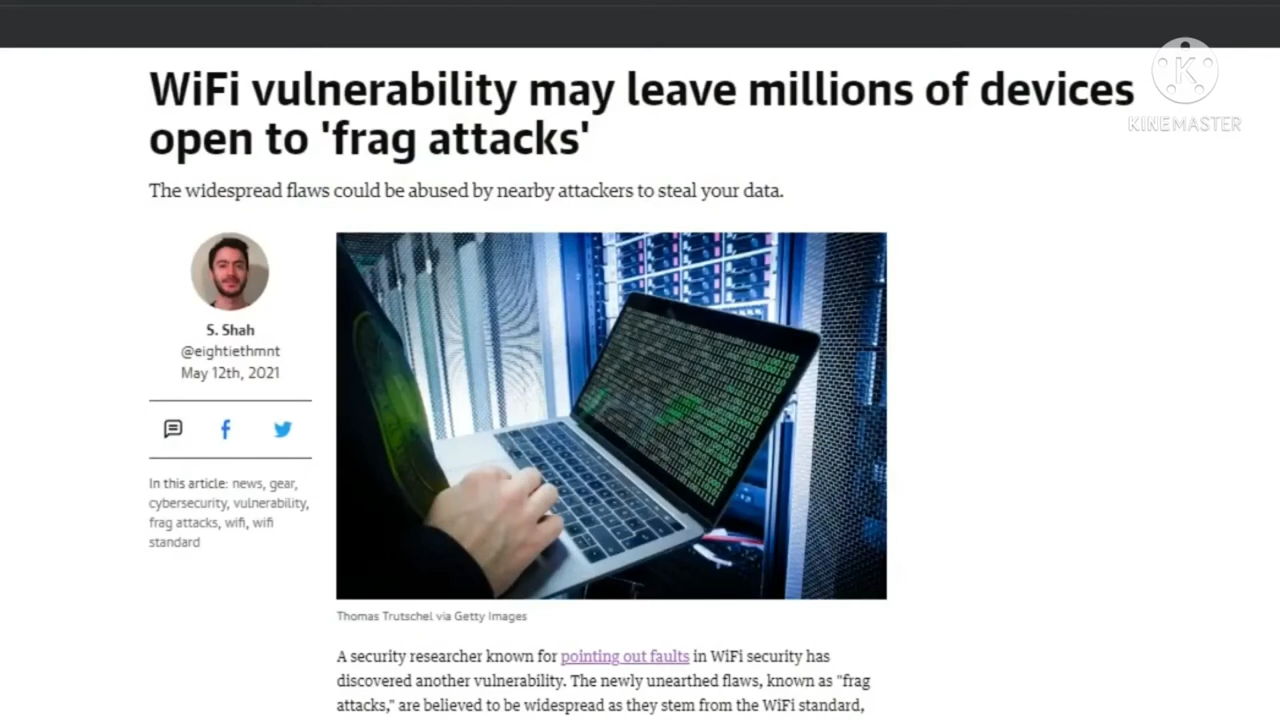 WiFi vulnerability may leave millions of devices
open to 'frag attacks'
K
KINEMASTER
The widespread flaws could be abused by nearby attackers to steal your data.
S. Shah
@eightiethmnt
May 12th, 2021
In this article: news, gear,
cybersecurity, vulnerability,
frag attacks, wifi, wifi
standard
Thomas Trutschel via Getty Images
A security researcher known for pointing out faults in WiFi security has
discovered another vulnerability. The newly unearthed flaws, known as "frag
attacks," are believed to be widespread as they stem from the WiFi standard,